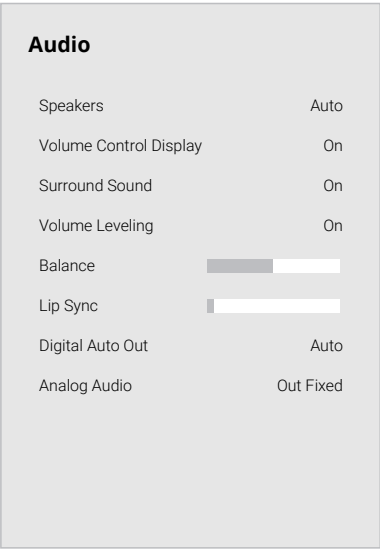 Audio
Speakers Auto
Volume Control Display On
Surround Sound On
Volume Leveling On
Balance
Lip Sync
Digital Auto Out Auto
Analog Audio Out Fixed